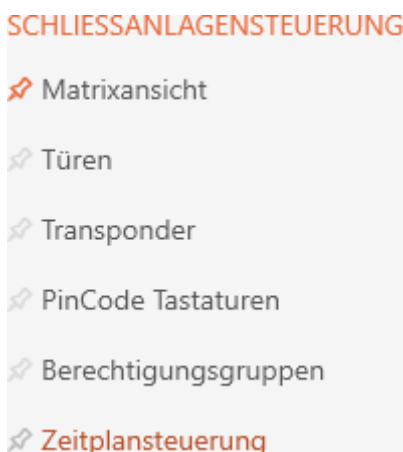 SCHLIESSANLAGENSTEUERUNG
Matrixansicht
Türen
Transponder
PinCode Tastaturen
Berechtigungsgruppen
Zeitplansteuerung